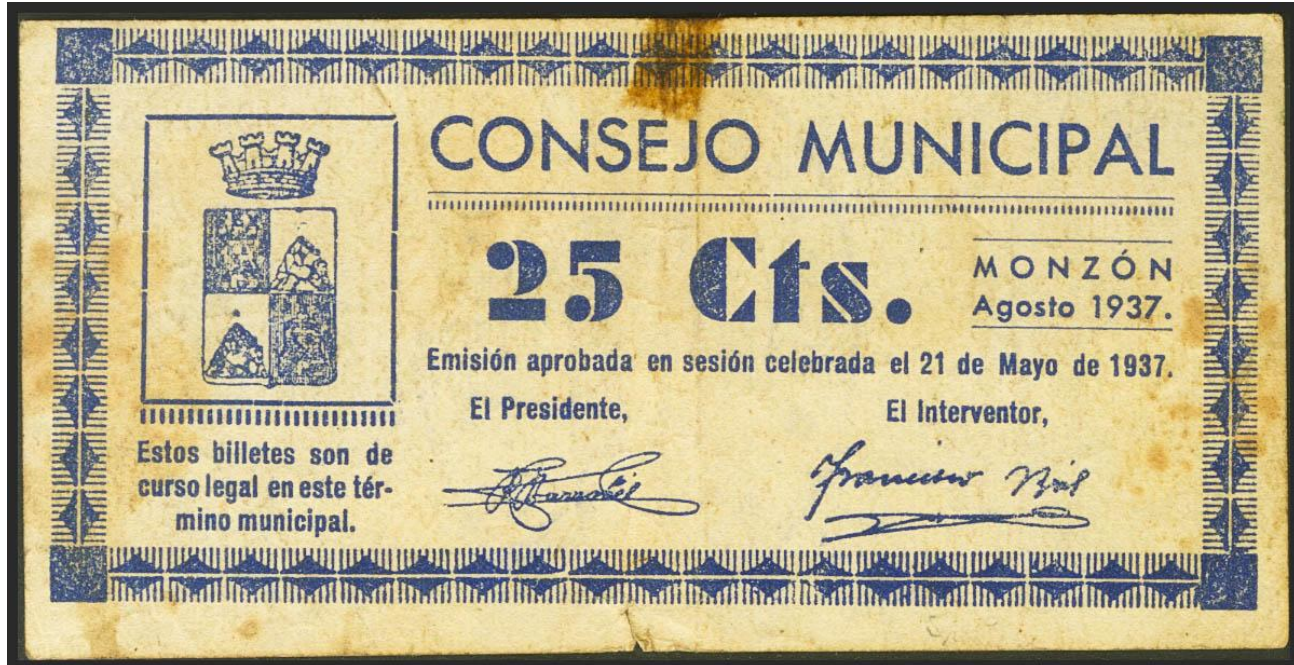 CONSEJO MUNICIPAL
25 Cts.
MONZÓN
Agosto 1937.
Emisión aprobada en sesión celebrada el 21 de Mayo de 1937.
El Presidente,
El Interventor,
Francisco
Estos billetes son de
curso legal en este tér-
mino municipal.